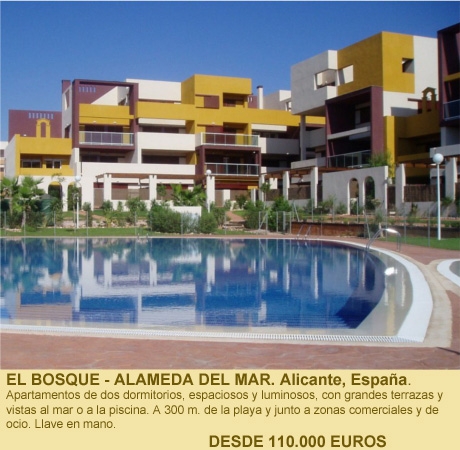 EL BOSQUE - ALAMEDA DEL MAR. Alicante, España.
Apartamentos de dos dormitorios, espaciosos y luminosos, con grandes terrazas y
vistas al mar o a la piscina. A 300 m. de la playa y junto a zonas comerciales y de
ocio. Llave en mano.
DESDE 110.000 EUROS